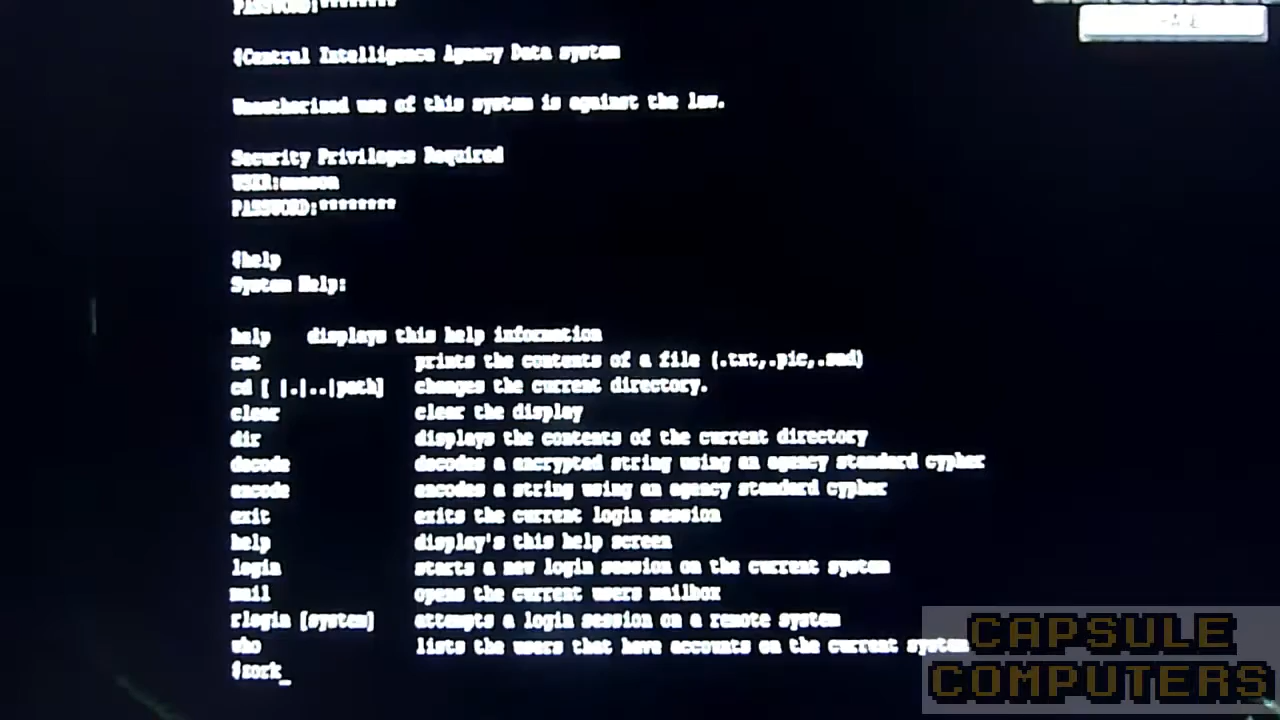 PASSWORD:********
$Central Intelligence Agency Data system
Unauthorized use of this system is against the law.
Security Privileges Required
USER:amason
PASSWORD:********
$help
System Help:
help displays this help information
cat prints the contents of a file (.txt,.pic,.snd)
cd [ |.|..|path] changes the current directory.
clear clear the display
dir displays the contents of the current directory
decode decodes a encrypted string using an agency standard cypher
encode encodes a string using an agency standard cypher
exit exits the current login session
help display's this help screen
login starts a new login session on the current system
mail opens the current users mailbox
rlogin [system] attempts a login session on a remote system
who lists the users that have accounts on the current system
$zork_
CAPSULE
COMPUTERS